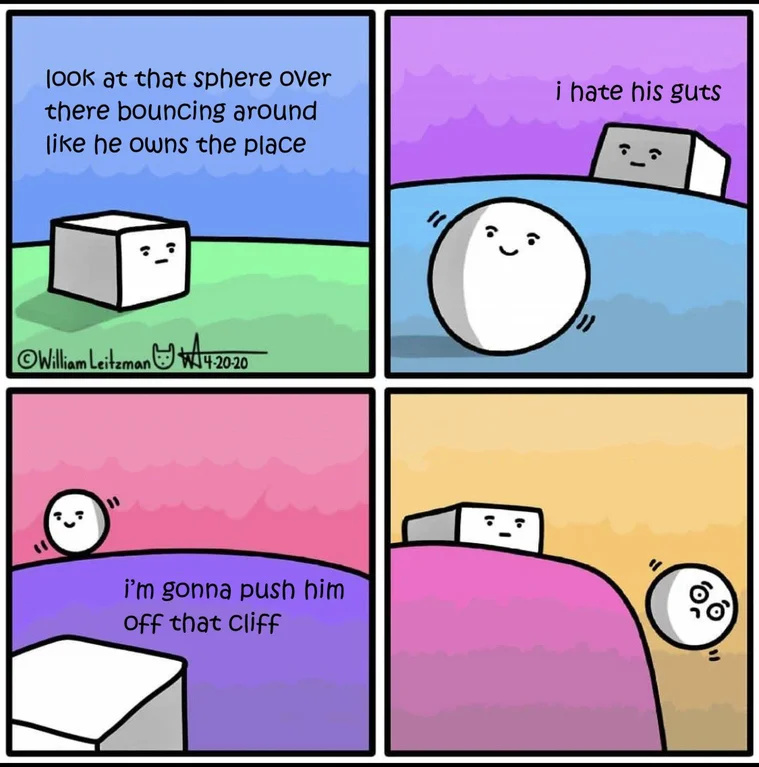 look at that sphere over
there bouncing around
like he owns the place
©William Leitzman 4-20-20
i hate his guts
i'm gonna push him
off that cliff